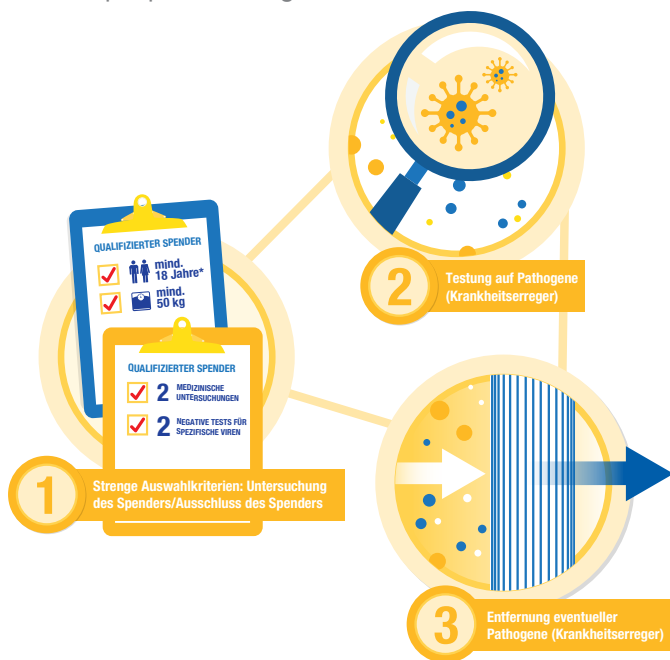 QUALIFIZIERTER SPENDER
mind.
18 Jahre*
mind.
50 kg
QUALIFIZIERTER SPENDER
2 MEDIZINISCHE
UNTERSUCHUNGEN
2 NEGATIVE TESTS FÜR
SPEZIFISCHE VIREN
1 Strenge Auswahlkriterien: Untersuchung
des Spenders/Ausschluss des Spenders
2 Testung auf Pathogene
(Krankheitserreger)
3 Entfernung eventueller
Pathogene (Krankheitserreger)